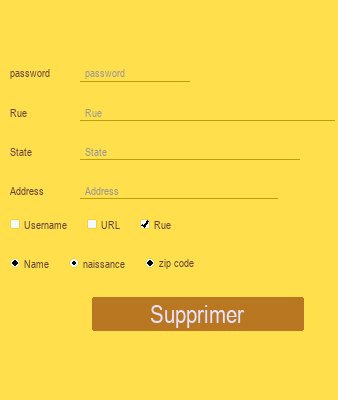 password password
Rue Rue
State State
Address Address
Username URL Rue
Name naissance zip code
Supprimer